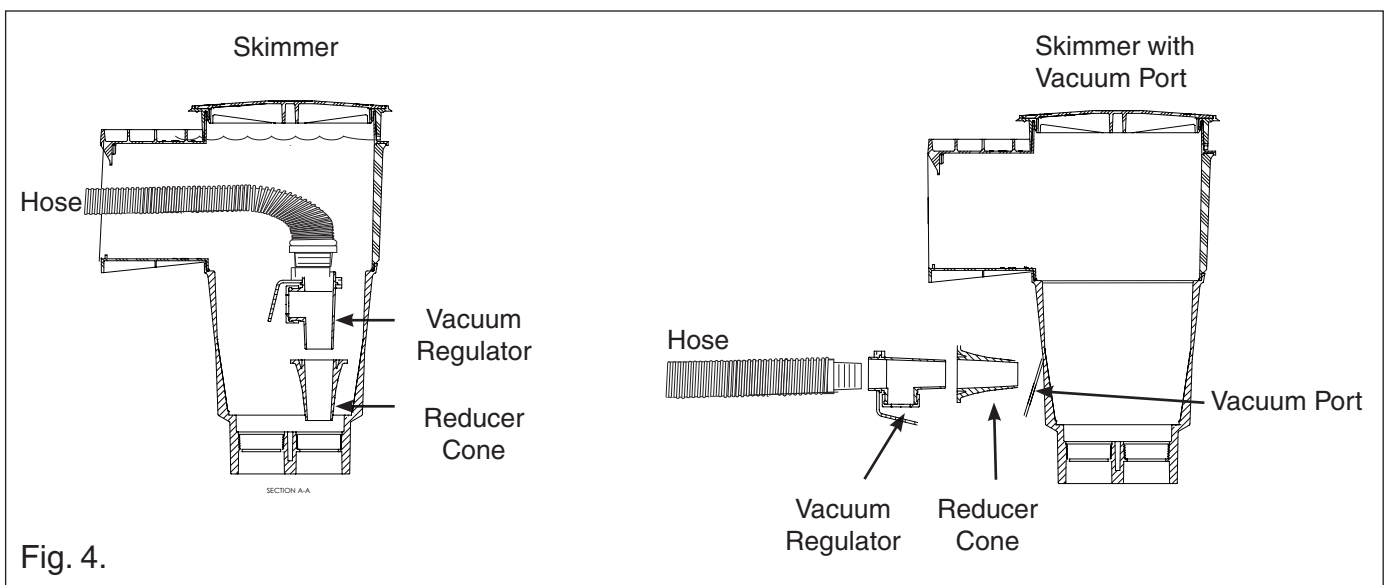 Skimmer
Hose
Vacuum
Regulator
Reducer
Cone
SECTION A-A
Skimmer with
Vacuum Port
Hose
Vacuum Port
Vacuum
Regulator
Reducer
Cone
Fig. 4.